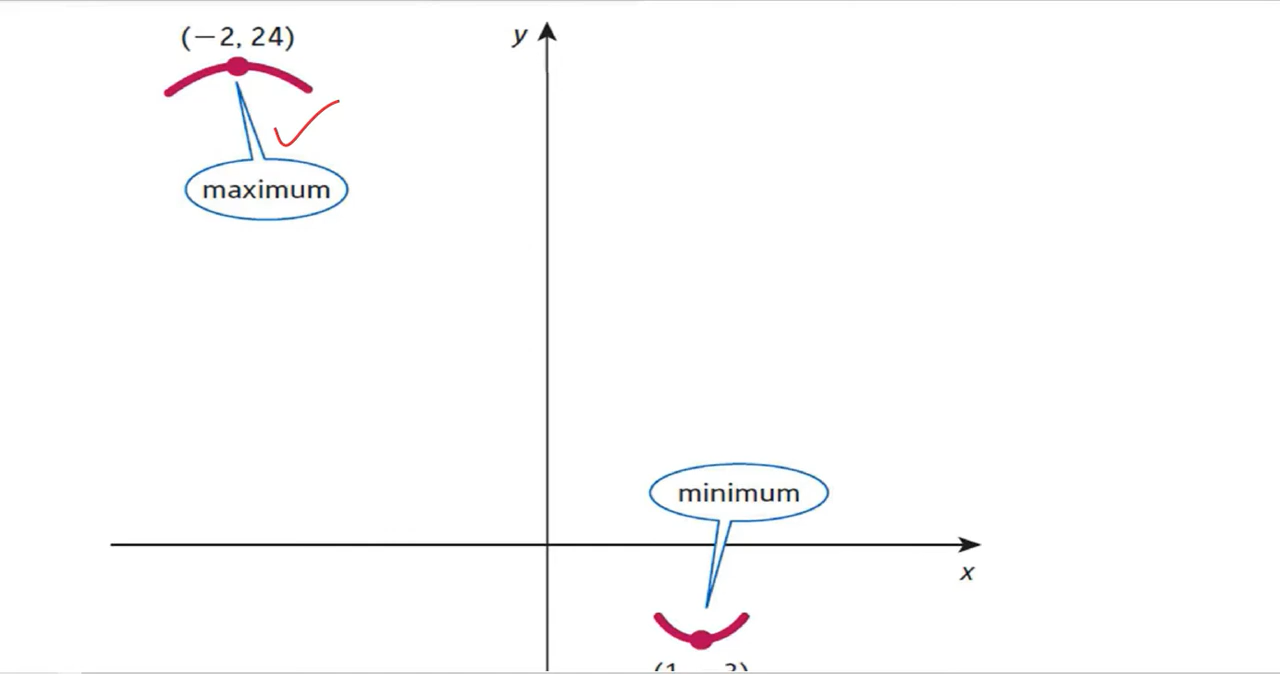 (−2, 24)
y
maximum
minimum
x